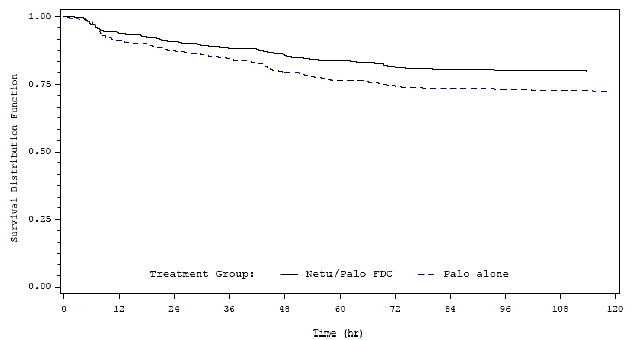 1.00
0.75
0.50
0.25
0.00
Survival Distribution Function
Treatment Group: Netu/Palo FDC Palo alone
0 12 24 36 48 60 72 84 96 108 120
Time (hr)